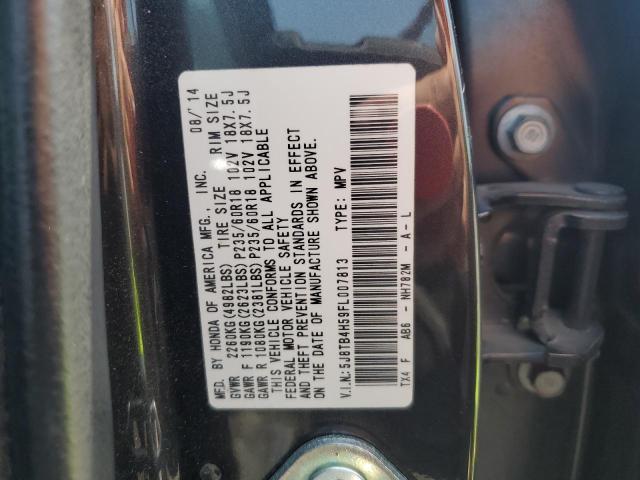 MFD. BY HONDA OF AMERICA MFG., INC. 08/'14
GVWR 2260KG(4982LBS) TIRE SIZE RIM SIZE
GAWR F 1190KG(2623LBS)P235/60R18 102V 18X7.5J
GAWR R 1080KG(2381LBS)P235/60R18 102V 18X7.5J
THIS VEHICLE CONFORMS TO ALL APPLICABLE
FEDERAL MOTOR VEHICLE SAFETY
AND THEFT PREVENTION STANDARDS IN EFFECT
ON THE DATE OF MANUFACTURE SHOWN ABOVE.
V.I.N.:5J8TB4H59FL007813 TYPE: MPV
TX4 F AB6 - NH782M - A - L